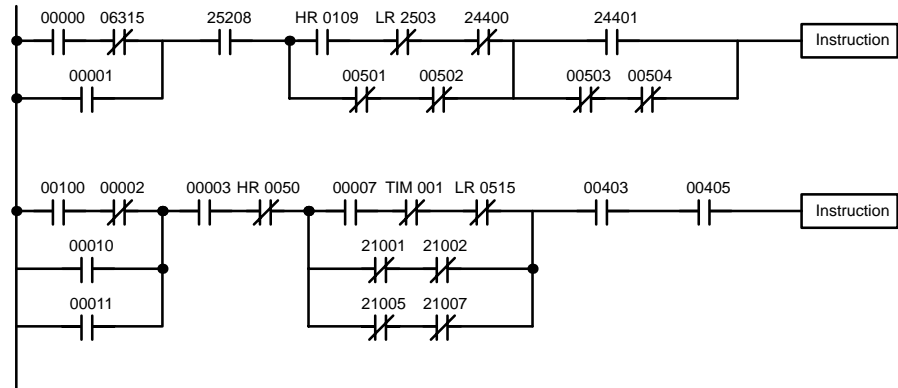 00000 06315 25208 HR 0109 LR 2503 24400 24401
Instruction
00001 00501 00502 00503 00504
00100 00002 00003 HR 0050 00007 TIM 001 LR 0515 00403 00405
Instruction
00010 21001 21002
00011 21005 21007